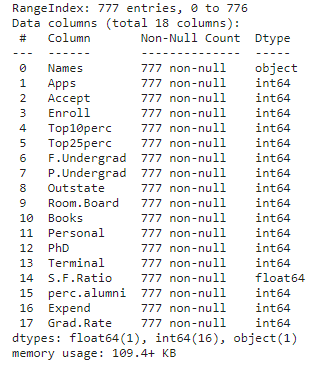 RangeIndex: 777 entries, 0 to 776
Data columns (total 18 columns):
 #   Column       Non-Null Count  Dtype
---  ------       --------------  -----
 0   Names        777 non-null    object
 1   Apps         777 non-null    int64
 2   Accept       777 non-null    int64
 3   Enroll       777 non-null    int64
 4   Top10perc    777 non-null    int64
 5   Top25perc    777 non-null    int64
 6   F.Undergrad  777 non-null    int64
 7   P.Undergrad  777 non-null    int64
 8   Outstate     777 non-null    int64
 9   Room.Board   777 non-null    int64
 10  Books        777 non-null    int64
 11  Personal     777 non-null    int64
 12  PhD          777 non-null    int64
 13  Terminal     777 non-null    int64
 14  S.F.Ratio    777 non-null    float64
 15  perc.alumni  777 non-null    int64
 16  Expend       777 non-null    int64
 17  Grad.Rate    777 non-null    int64
dtypes: float64(1), int64(16), object(1)
memory usage: 109.4+ KB